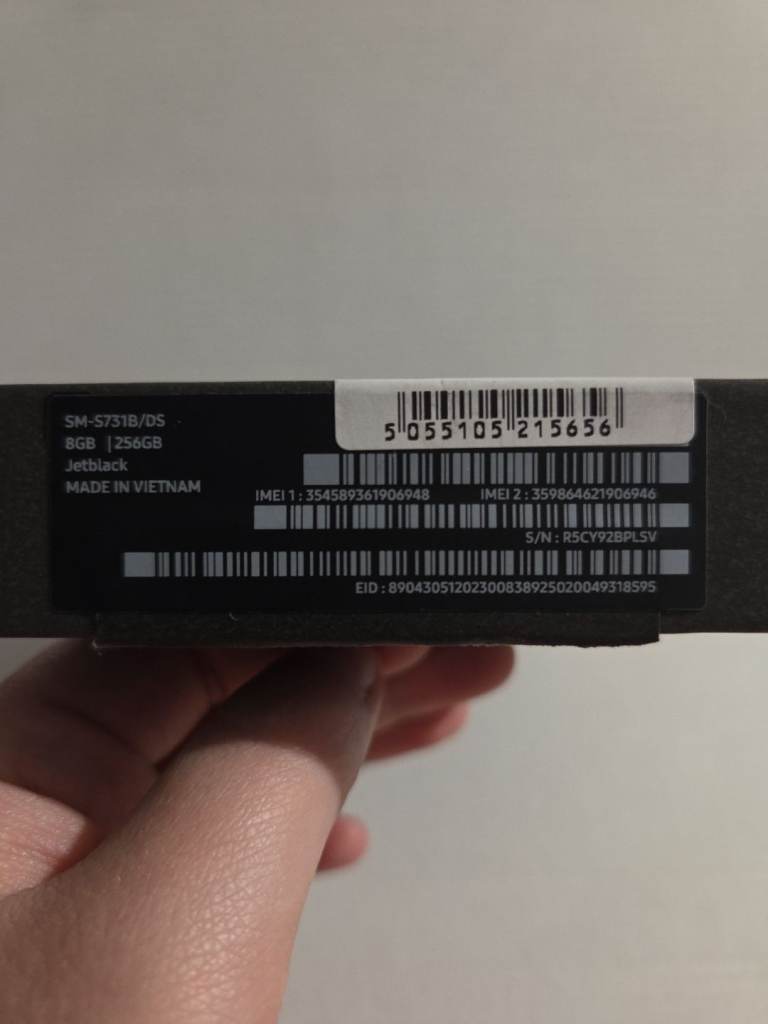 SM-S731B/DS
8GB | 256GB
Jetblack
MADE IN VIETNAM
5 055105 215656
IMEI 1 : 354589361906948 IMEI 2 : 359864621906946
S/N : R5CY92BPLSV
EID : 89043051202300838925020049318595